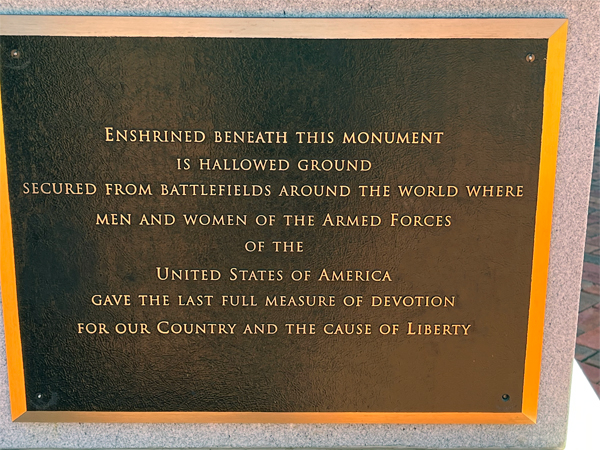 Enshrined beneath this monument
is hallowed ground
secured from battlefields around the world where
men and women of the Armed Forces
of the
United States of America
gave the last full measure of devotion
for our Country and the cause of Liberty